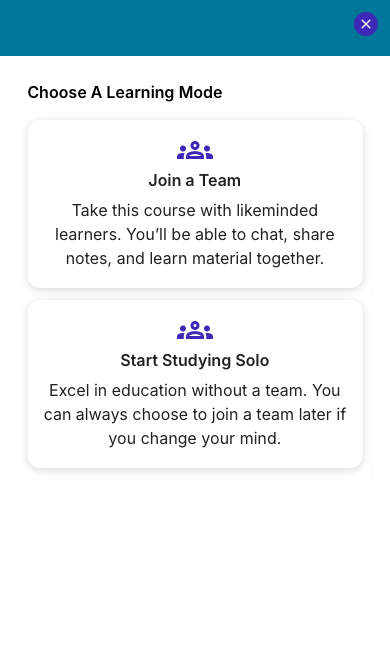 Choose A Learning Mode
Join a Team
Take this course with likeminded
learners. You’ll be able to chat, share
notes, and learn material together.
Start Studying Solo
Excel in education without a team. You
can always choose to join a team later if
you change your mind.